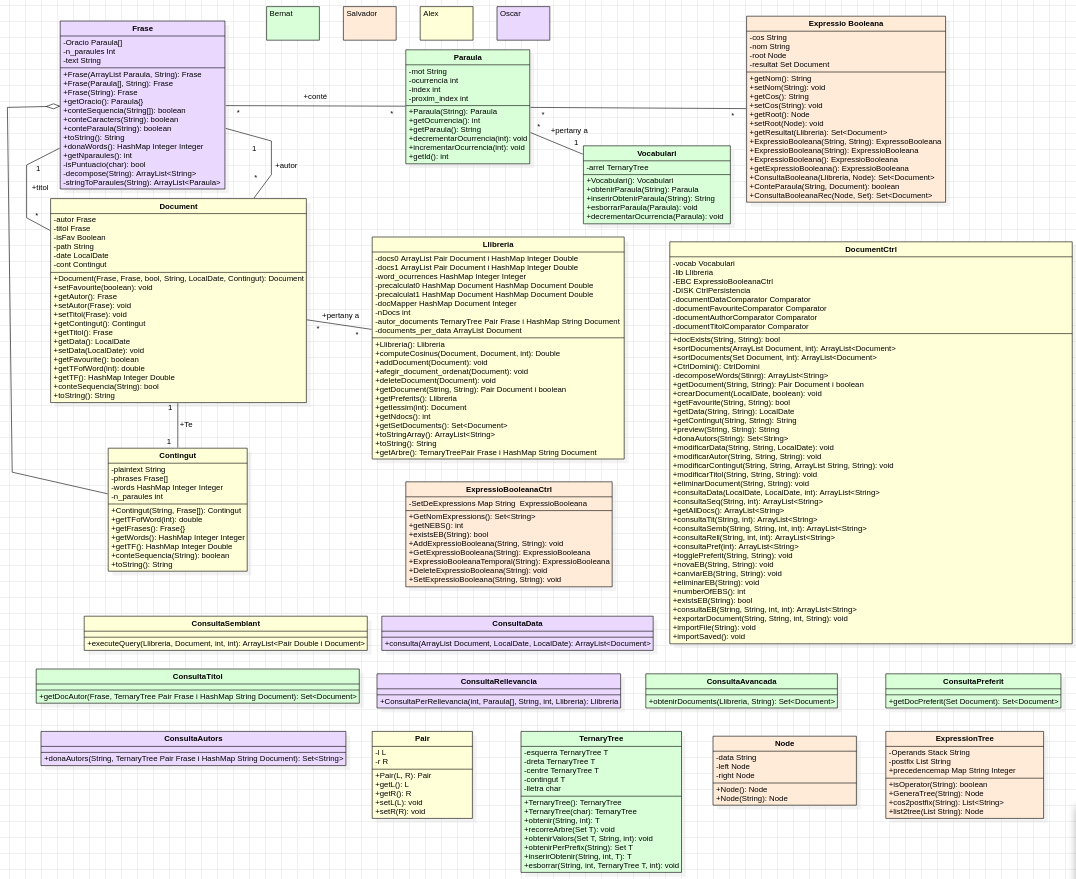 Bernat
Salvador
Alex
Oscar
Frase
-Oracio Paraula[]
-n_paraules Int
-text String
+Frase(ArrayList Paraula, String): Frase
+Frase(Paraula[], String): Frase
+Frase(String): Frase
+getOracio(): Paraula{}
+conteSequencia(String[]): boolean
+conteCaracters(String): boolean
+conteParaula(String): boolean
+toString(): String
+donaWords(): HashMap Integer Integer
+getNparaules(): int
-isPuntuacio(char): bool
-decompose(String): ArrayList<String>
-stringToParaules(String): ArrayList<Paraula>
+conté
*
*
*
*
*
+pertany a
1
1
+autor
*
1
+titol
*
Paraula
-mot String
-ocurrencia int
-index int
-proxim_index int
+Paraula(String): Paraula
+getOcurrencia(): int
+getParaula(): String
+decrementarOcurrencia(int): void
+incrementarOcurrencia(int): void
+getId(): int
Vocabulari
-arrel TernaryTree
+Vocabulari(): Vocabulari
+obtenirParaula(String): Paraula
+inserirObtenirParaula(String): String
+esborrarParaula(Paraula): void
+decrementarOcurrencia(Paraula): void
Expressio Booleana
-cos String
-nom String
-root Node
-resultat Set Document
+getNom(): String
+setNom(String): void
+getCos(): String
+setCos(String): void
+getRoot(): Node
+setRoot(Node): void
+getResultat(Llibreria): Set<Document>
+ExpressioBooleana(String, String): ExpressoBooleana
+ExpressioBooleana(String): ExpressioBooleana
+ExpressioBooleana(): ExpressioBooleana
+getExpressioBooleana(): ExpressioBooleana
+ConsultaBooleana(Llibreria, Node): Set<Document>
+ConteParaula(String, Document): boolean
+ConsultaBooleanaRec(Node, Set): Set<Document>
Document
-autor Frase
-titol Frase
-isFav Boolean
-path String
-date LocalDate
-cont Contingut
+Document(Frase, Frase, bool, String, LocalDate, Contingut): Document
+setFavourite(boolean): void
+getAutor(): Frase
+setAutor(Frase): void
+setTitol(Frase): void
+getContingut(): Contingut
+getTitol(): Frase
+getData(): LocalDate
+setData(LocalDate): void
+getFavourite(): boolean
+getTFofWord(int): double
+getTF(): HashMap Integer Double
+conteSequencia(String): bool
+toString(): String
+pertany a
*
*
1
+Te
1
Llibreria
-docs0 ArrayList Pair Document i HashMap Integer Double
-docs1 ArrayList Pair Document i HashMap Integer Double
-word_ocurrences HashMap Integer Integer
-precalculat0 HashMap Document HashMap Document Double
-precalculat1 HashMap Document HashMap Document Double
-docMapper HashMap Document Integer
-nDocs int
-autor_documents TernaryTree Pair Frase i HashMap String Document
-documents_per_data ArrayList Document
+Llibreria(): Llibreria
+computeCosinus(Document, Document, int): Double
+addDocument(Document): void
+afegir_document_ordenat(Document): void
+deleteDocument(Document): void
+getDocument(String, String): Pair Document i boolean
+getPreferits(): Llibreria
+getIessim(int): Document
+getNdocs(): int
+getSetDocuments(): Set<Document>
+toStringArray(): ArrayList<String>
+toString(): String
+getArbre(): TernaryTreePair Frase i HashMap String Document
DocumentCtrl
-vocab Vocabulari
-lib Llibreria
-EBC ExpressioBooleanaCtrl
-DISK CtrlPersistencia
-documentDataComparator Comparator
-documentFavouriteComparator Comparator
-documentAuthorComparator Comparator
-documentTitolComparator Comparator
+docExists(String, String): bool
+sortDocuments(ArrayList Document, int): ArrayList<Document>
+sortDocuments(Set Document, int): ArrayList<Document>
+CtrlDomini(): CtrlDomini
-decomposeWords(Stinrg): ArrayList<String>
+getDocument(String, String): Pair Document i boolean
+crearDocument(LocalDate, boolean): void
+getFavourite(String, String): bool
+getData(String, String): LocalDate
+getContingut(String, String): String
+preview(String, String): String
+donaAutors(String): Set<String>
+modificarData(String, String, LocalDate): void
+modificarAutor(String, String, String): void
+modificarContingut(String, String, ArrayList String, String): void
+modificarTitol(String, String, String): void
+eliminarDocument(String, String): void
+consultaData(LocalDate, LocalDate, int): ArrayList<String>
+consultaSeq(String, int): ArrayList<String>
+getAllDocs(): ArrayList<String>
+consultaTit(String, int): ArrayList<String>
+consultaSemb(String, String, int, int): ArrayList<String>
+consultaRell(String, int, int): ArrayList<String>
+consultaPref(int): ArrayList<String>
+togglePreferit(String, String): void
+novaEB(String, String): void
+canviarEB(String, String): void
+eliminarEB(String): void
+numberOfEBS(): int
+existsEB(String): bool
+consultaEB(String, String, int, int): ArrayList<String>
+exportarDocument(String, String, int, String): void
+importFile(String): void
+importSaved(): void
Contingut
-plaintext String
-phrases Frase[]
-words HashMap Integer Integer
-n_paraules int
+Contingut(String, Frase[]): Contingut
+getTFofWord(int): double
+getFrases(): Frase{}
+getWords(): HashMap Integer Integer
+getTF(): HashMap Integer Double
+conteSequencia(String): boolean
+toString(): String
ExpressioBooleanaCtrl
-SetDeExpressions Map String ExpressioBooleana
+GetNomExpressions(): Set<String>
+getNEBS(): int
+existsEB(String): bool
+AddExpressioBooleana(String, String): void
+GetExpressioBooleana(String): ExpressioBooleana
+ExpressioBooleanaTemporal(String): ExpressioBooleana
+DeleteExpressioBooleana(String): void
+SetExpressioBooleana(String, String): void
ConsultaSemblant
+executeQuery(Llibreria, Document, int, int): ArrayList<Pair Double i Document>
ConsultaData
+consulta(ArrayList Document, LocalDate, LocalDate): ArrayList<Document>
ConsultaTitol
+getDocAutor(Frase, TernaryTree Pair Frase i HashMap String Document): Set<Document>
ConsultaRellevancia
+ConsultaPerRellevancia(int, Paraula[], String, int, Llibreria): Llibreria
ConsultaAvancada
+obtenirDocuments(Llibreria, String): Set<Document>
ConsultaPreferit
+getDocPreferit(Set Document): Set<Document>
ConsultaAutors
+donaAutors(String, TernaryTree Pair Frase i HashMap String Document): Set<String>
Pair
-l L
-r R
+Pair(L, R): Pair
+getL(): L
+getR(): R
+setL(L): void
+setR(R): void
TernaryTree
-esquerra TernaryTree T
-dreta TernaryTree T
-centre TernaryTree T
-contingut T
-lletra char
+TernaryTree(): TernaryTree
+TernaryTree(char): TernaryTree
+obtenir(String, int): T
+recorreArbre(Set T): void
+obtenirValors(Set T, String, int): void
+obtenirPerPrefix(String): Set T
+inserirObtenir(String, int, T): T
+esborrar(String, int, TernaryTree T, int): void
Node
-data String
-left Node
-right Node
+Node(): Node
+Node(String): Node
ExpressionTree
-Operands Stack String
-postfix List String
+precedencemap Map String Integer
+isOperator(String): boolean
+GeneraTree(String): Node
+cos2postfix(String): List<String>
+list2tree(List String): Node